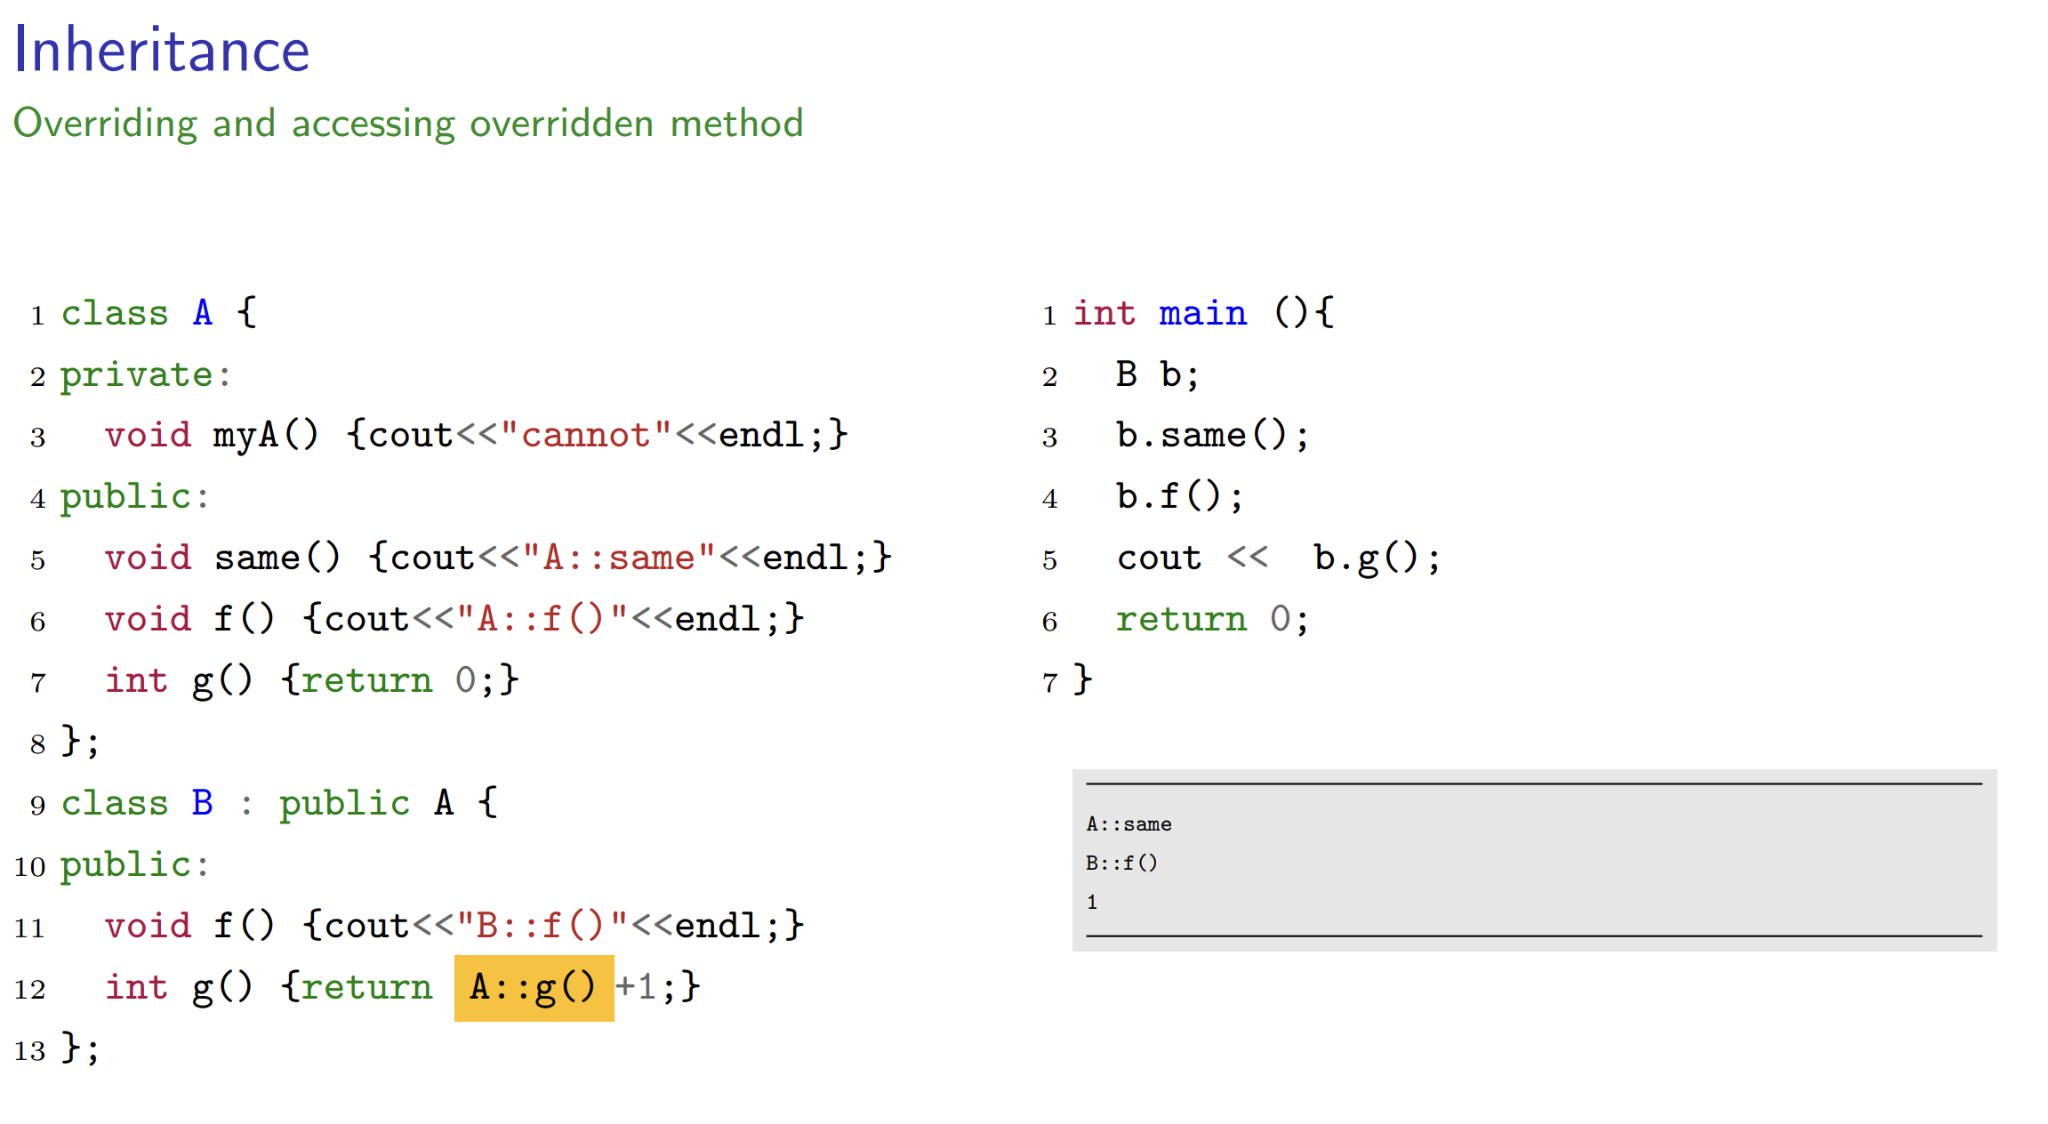 Inheritance
Overriding and accessing overridden method
1 class A {
2 private:
3   void myA() {cout<<"cannot"<<endl;}
4 public:
5   void same() {cout<<"A::same"<<endl;}
6   void f() {cout<<"A::f()"<<endl;}
7   int g() {return 0;}
8 };
9 class B : public A {
10 public:
11   void f() {cout<<"B::f()"<<endl;}
12   int g() {return A::g() +1;}
13 };
1 int main (){
2   B b;
3   b.same();
4   b.f();
5   cout <<  b.g();
6   return 0;
7 }
A::same
B::f()
1